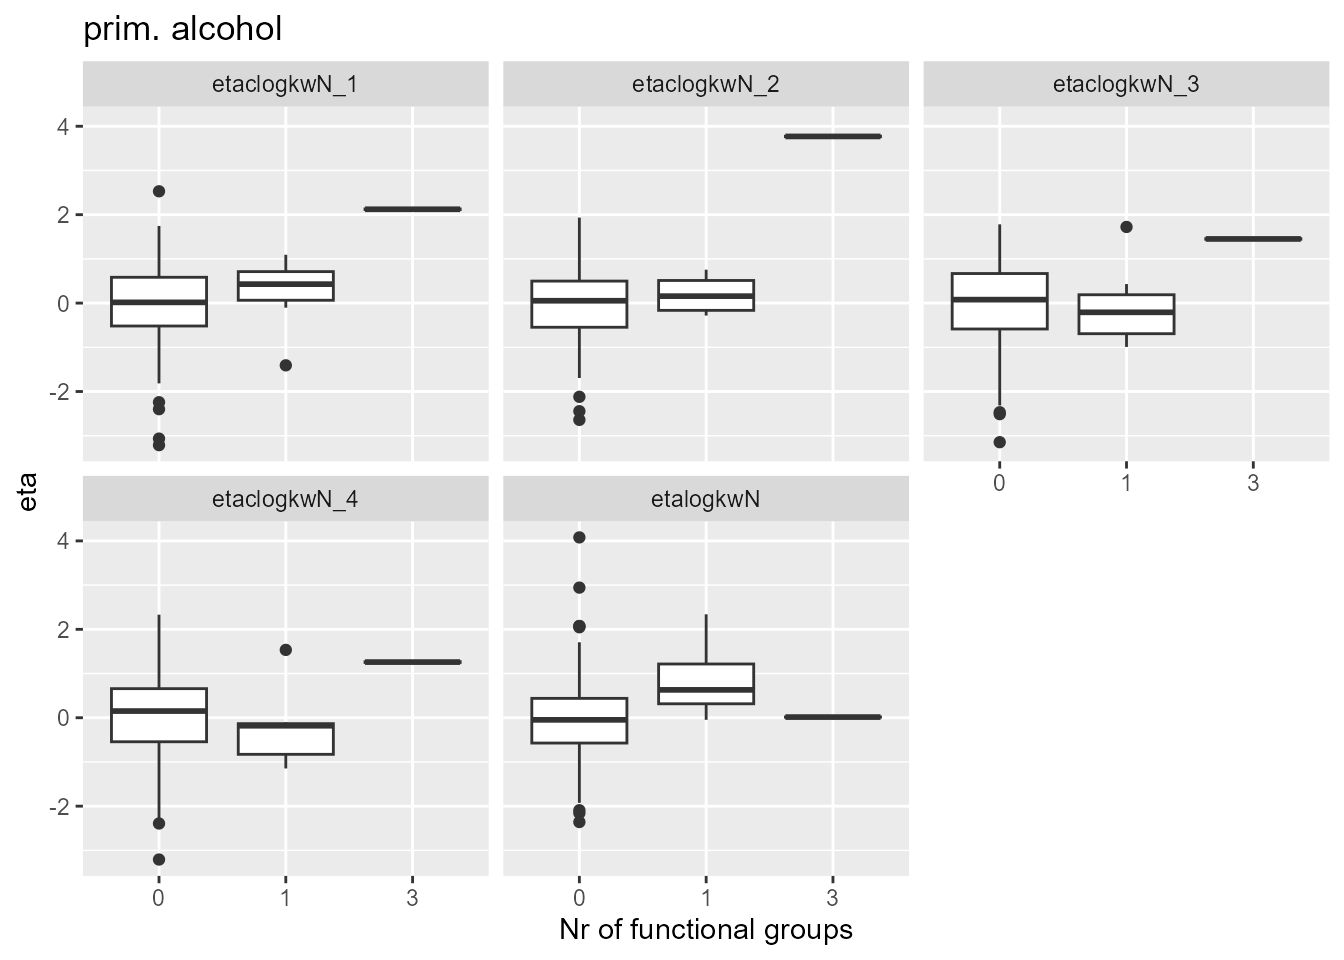 prim. alcohol
etaclogkwN_1
etaclogkwN_2
etaclogkwN_3
4
2
0
-2
0
1
3
eta
etaclogkwN_4
etalogkwN
4
2
0
-2
0
1
3
0
1
3
Nr of functional groups